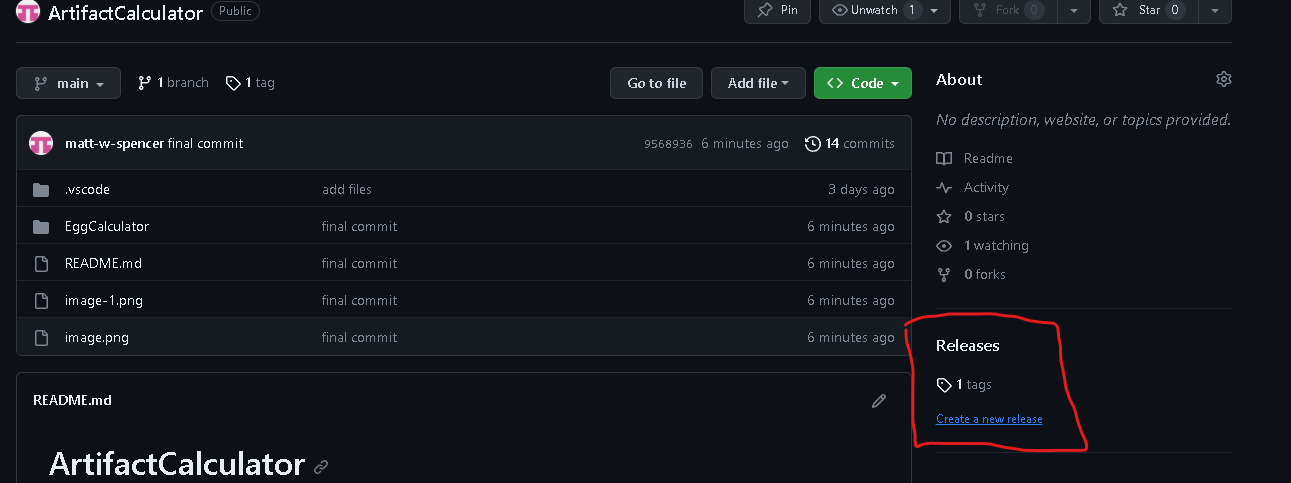 ArtifactCalculator Public Pin Unwatch 1 Fork 0 Star 0
main 1 branch 1 tag Go to file Add file Code
matt-w-spencer final commit 9568936 6 minutes ago 14 commits
.vscode add files 3 days ago
EggCalculator final commit 6 minutes ago
README.md final commit 6 minutes ago
image-1.png final commit 6 minutes ago
image.png final commit 6 minutes ago
README.md
ArtifactCalculator
About
No description, website, or topics provided.
Readme
Activity
0 stars
1 watching
0 forks
Releases
1 tags
Create a new release